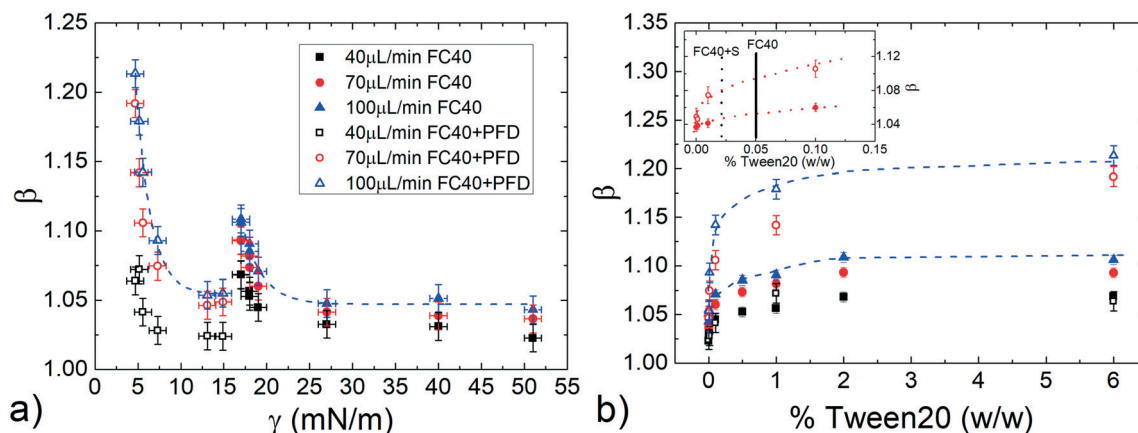 1.25
1.20
1.15
1.10
1.05
1.00
β
0 5 10 15 20 25 30 35 40 45 50 55
γ (mN/m)
a)
40μL/min FC40
70μL/min FC40
100μL/min FC40
40μL/min FC40+PFD
70μL/min FC40+PFD
100μL/min FC40+PFD
1.35
1.30
1.25
1.20
1.15
1.10
1.05
1.00
β
0 1 2 3 4 5 6
% Tween20 (w/w)
b)
FC40+S FC40
1.12
1.08
1.04
β
0.00 0.05 0.10 0.15
% Tween20 (w/w)